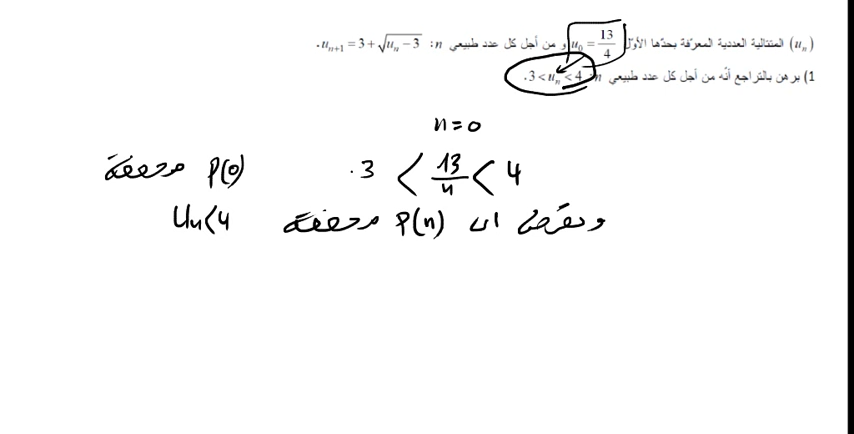 (uₙ) المتتالية العددية المعرّفة بحدّها الأوّل u₀ = 13/4 و من أجل كل عدد طبيعي n: uₙ₊₁ = 3 + √(uₙ − 3).
1) برهن بالتراجع أنّه من أجل كل عدد طبيعي n: 3 < uₙ < 4.
n = 0
P(0) محققة .3 < 13/4 < 4
ونفرض ان P(n) محققة Un < 4